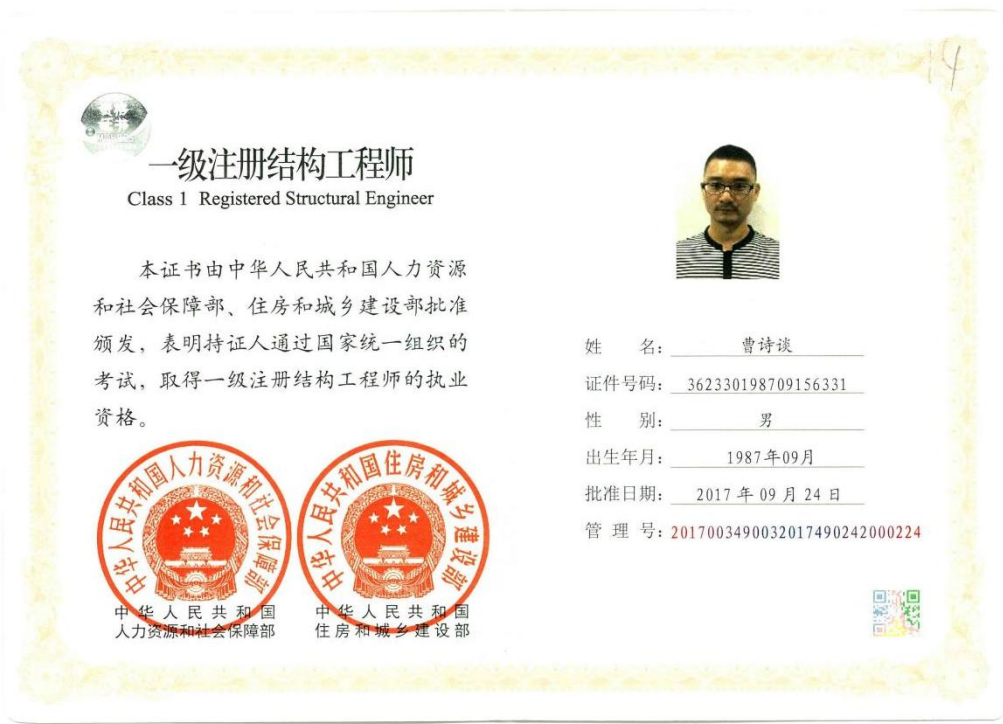 14
一级注册结构工程师
Class 1 Registered Structural Engineer
本证书由中华人民共和国人力资源
和社会保障部、住房和城乡建设部批准
颁发，表明持证人通过国家统一组织的
考试，取得一级注册结构工程师的执业
资格。
中华人民共和国人力资源和社会保障部
中华人民共和国住房和城乡建设部
中华人民共和国
人力资源和社会保障部
中华人民共和国
住房和城乡建设部
姓 名：曹诗谈
证件号码：362330198709156331
性 别：男
出生年月：1987年09月
批准日期：2017 年 09 月 24 日
管 理 号：2017003490032017490242000224